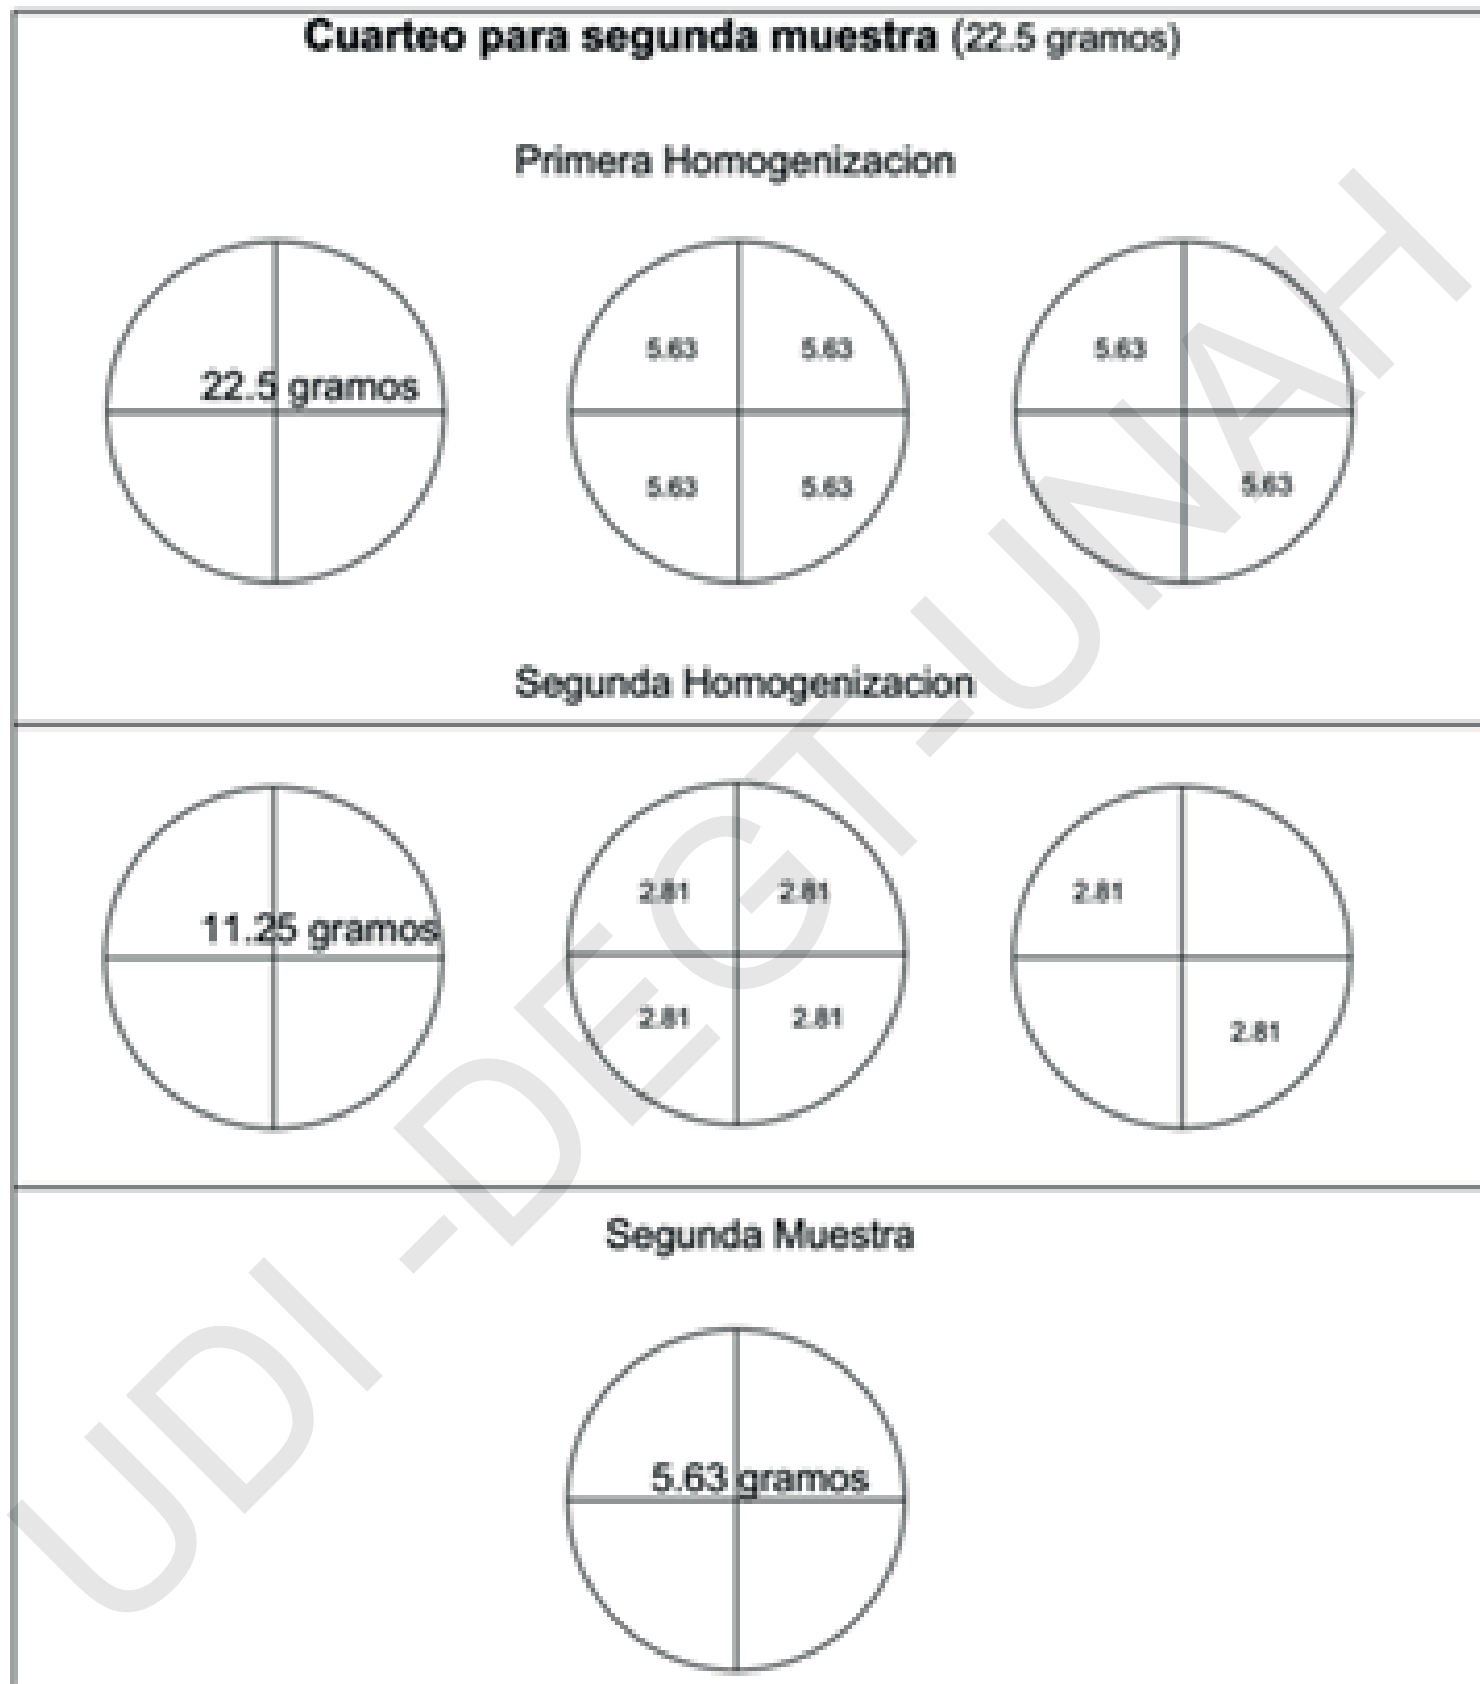 Cuarteo para segunda muestra (22.5 gramos)
Primera Homogenizacion
22.5 gramos
5.63 5.63
5.63 5.63
5.63
5.63
Segunda Homogenizacion
11.25 gramos
2.81 2.81
2.81 2.81
2.81
2.81
Segunda Muestra
5.63 gramos
UDI -DEGT-UNAH